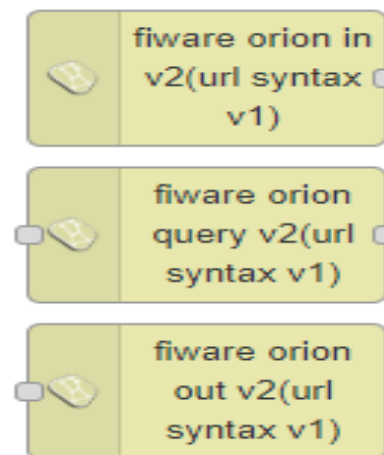 fiware orion in
v2(url syntax
v1)
fiware orion
query v2(url
syntax v1)
fiware orion
out v2(url
syntax v1)